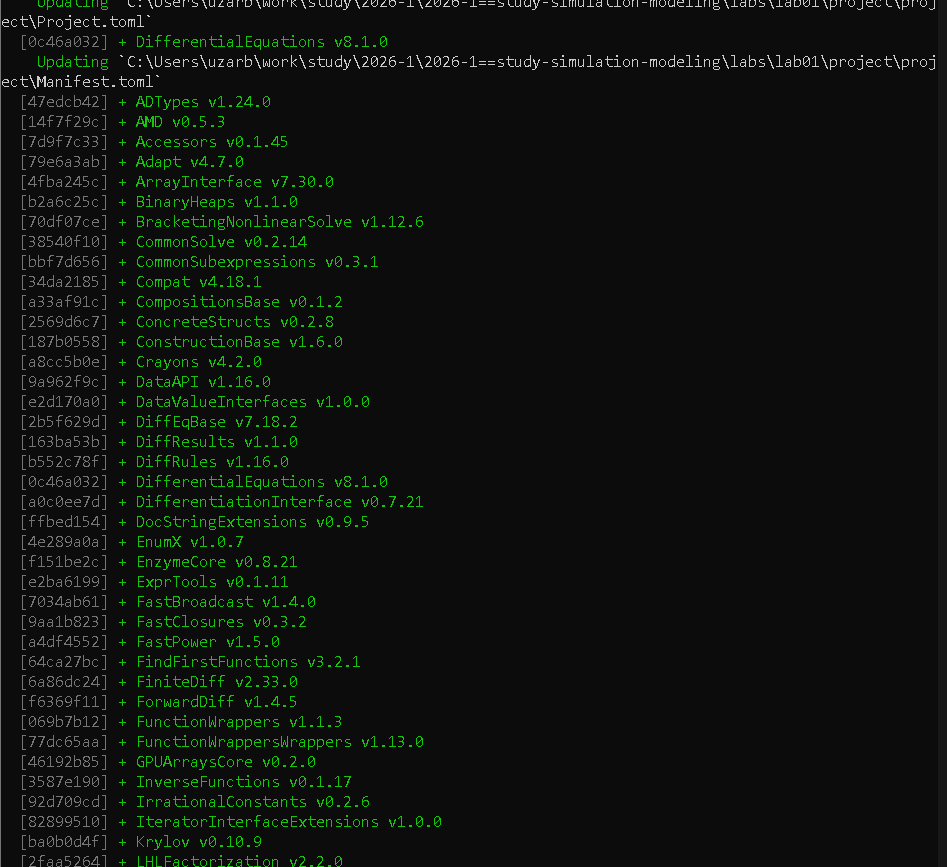 Updating `C:\Users\uzarb\work\study\2026-1\2026-1==study-simulation-modeling\labs\lab01\project\proj
ect\Project.toml`
[0c46a032] + DifferentialEquations v8.1.0
Updating `C:\Users\uzarb\work\study\2026-1\2026-1==study-simulation-modeling\labs\lab01\project\proj
ect\Manifest.toml`
[47edcb42] + ADTypes v1.24.0
[14f7f29c] + AMD v0.5.3
[7d9f7c33] + Accessors v0.1.45
[79e6a3ab] + Adapt v4.7.0
[4fba245c] + ArrayInterface v7.30.0
[b2a6c25c] + BinaryHeaps v1.1.0
[70df07ce] + BracketingNonlinearSolve v1.12.6
[38540f10] + CommonSolve v0.2.14
[bbf7d656] + CommonSubexpressions v0.3.1
[34da2185] + Compat v4.18.1
[a33af91c] + CompositionsBase v0.1.2
[2569d6c7] + ConcreteStructs v0.2.8
[187b0558] + ConstructionBase v1.6.0
[a8cc5b0e] + Crayons v4.2.0
[9a962f9c] + DataAPI v1.16.0
[e2d170a0] + DataValueInterfaces v1.0.0
[2b5f629d] + DiffEqBase v7.18.2
[163ba53b] + DiffResults v1.1.0
[b552c78f] + DiffRules v1.16.0
[0c46a032] + DifferentialEquations v8.1.0
[a0c0ee7d] + DifferentiationInterface v0.7.21
[ffbed154] + DocStringExtensions v0.9.5
[4e289a0a] + EnumX v1.0.7
[f151be2c] + EnzymeCore v0.8.21
[e2ba6199] + ExprTools v0.1.11
[7034ab61] + FastBroadcast v1.4.0
[9aa1b823] + FastClosures v0.3.2
[a4df4552] + FastPower v1.5.0
[64ca27bc] + FindFirstFunctions v3.2.1
[6a86dc24] + FiniteDiff v2.33.0
[f6369f11] + ForwardDiff v1.4.5
[069b7b12] + FunctionWrappers v1.1.3
[77dc65aa] + FunctionWrappersWrappers v1.13.0
[46192b85] + GPUArraysCore v0.2.0
[3587e190] + InverseFunctions v0.1.17
[92d709cd] + IrrationalConstants v0.2.6
[82899510] + IteratorInterfaceExtensions v1.0.0
[ba0b0d4f] + Krylov v0.10.9
[2faa5264] + LHLFactorization v2.2.0